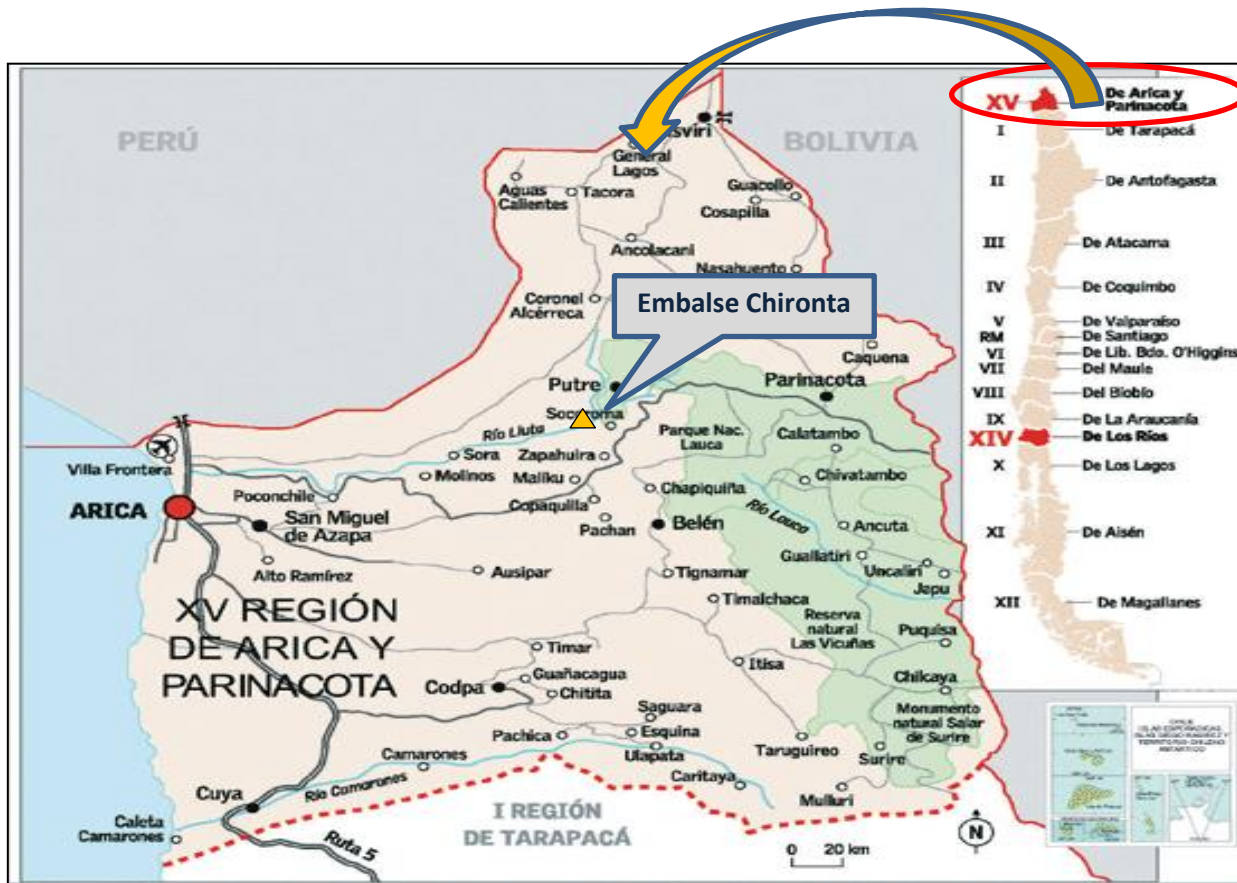 PERÚ
BOLIVIA
General
Lagos
Aguas
Calientes
Tacora
Guacollo
Cosapilla
Ancolacani
Nasahuento
Coronel
Alcérreca
Embalse Chironta
Caquena
Putre
Parinacota
Río Lluta
Parque Nac.
Lauca
Calatambo
Villa Frontera
Sora
Zapahuira
Molinos
Maliku
Chivatambo
Poconchile
Copaquilla
Chapiquiña
Río Lauca
ARICA
San Miguel
de Azapa
Pachan
Belén
Ancuta
Guallatiri
Alto Ramírez
Ausipar
Tignamar
Uncaliri
Japu
Timalchaca
XV REGIÓN
DE ARICA Y
PARINACOTA
Reserva
natural
Las Vicuñas
Puquisa
Timar
Itisa
Guañacagua
Codpa
Chitita
Chilcaya
Saguara
Esquina
Monumento
natural Salar
de Surire
Pachica
Ulapata
Taruguireo
Surire
Camarones
Río Camarones
Caritaya
Mulluri
Cuya
Caleta
Camarones
I REGIÓN
DE TARAPACÁ
Ruta 5
0 20 km
N
XV De Arica y
Parinacota
I De Tarapacá
II De Antofagasta
III De Atacama
IV De Coquimbo
V De Valparaíso
RM De Santiago
VI De Lib. Bdo. O'Higgins
VII Del Maule
VIII Del Biobío
IX De La Araucanía
XIV De Los Ríos
X De Los Lagos
XI De Aisén
XII De Magallanes